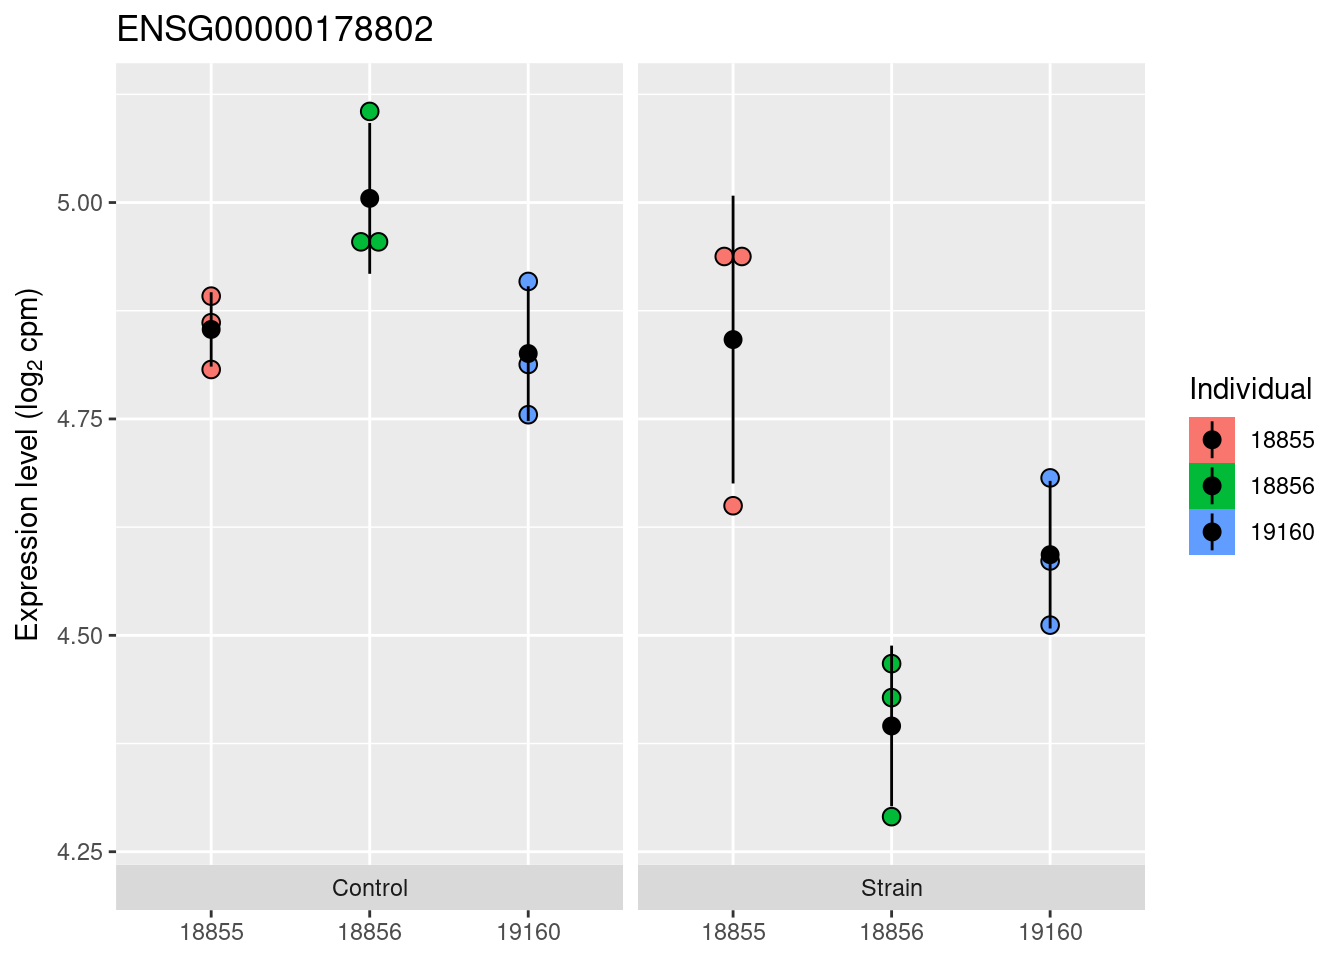 ENSG00000178802
Expression level (log2 cpm)
5.00
4.75
4.50
4.25
Control
Strain
18855
18856
19160
18855
18856
19160
Individual
18855
18856
19160